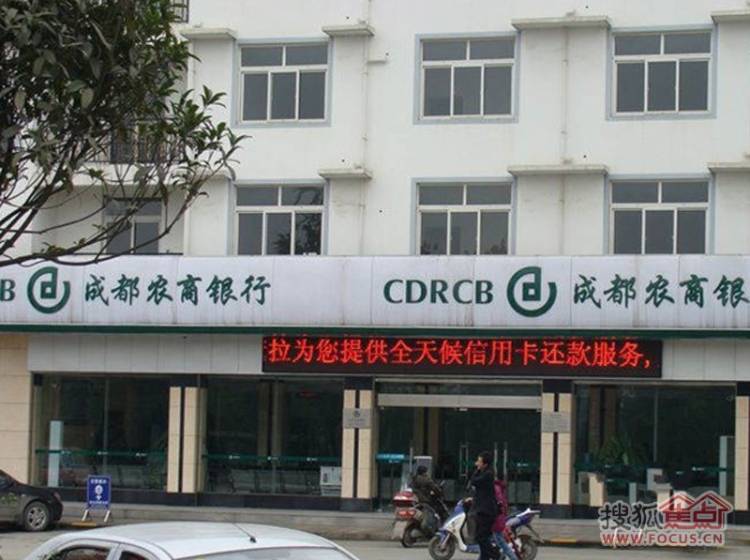 B 成都农商银行 CDRCB 成都农商银
拉为您提供全天候信用卡还款服务,
搜狐焦点
WWW.FOCUS.CN